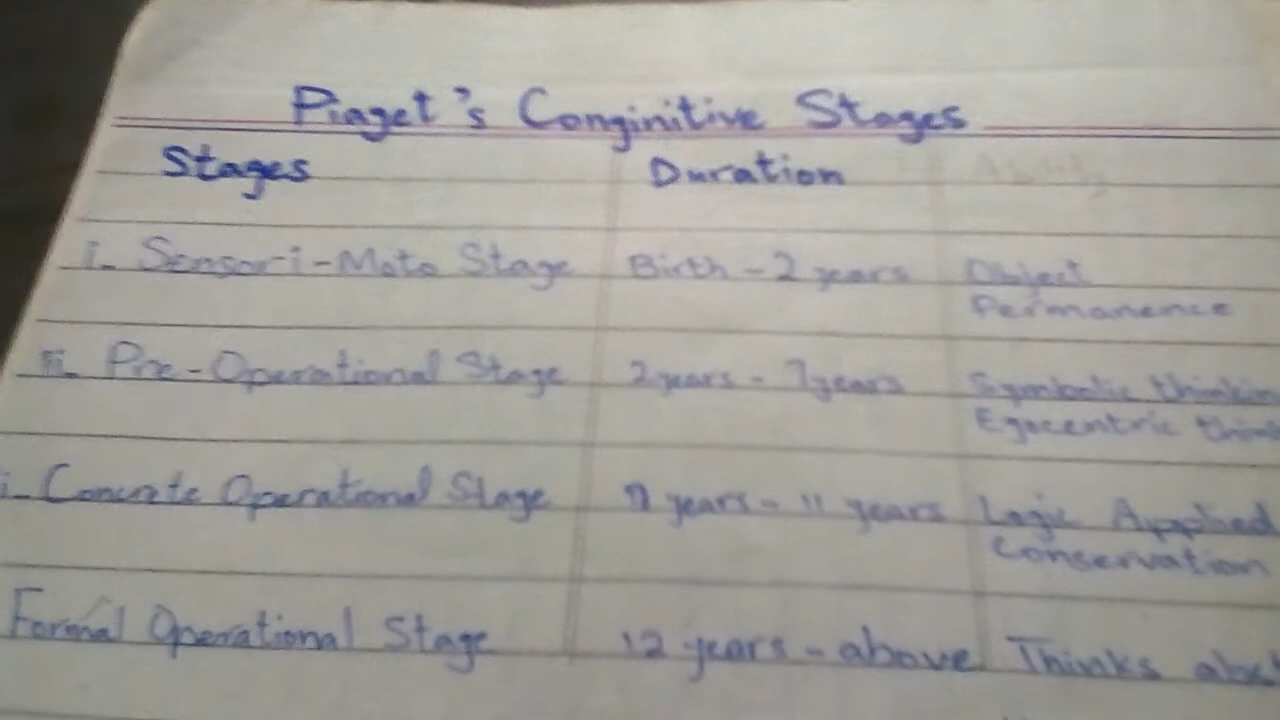 Piaget's Conginitive Stages
Stages Duration
i. Sensori-Moto Stage Birth - 2 years Object
Permanence
ii. Pre-Operational Stage 2 years - 7 years Symbolic
Egocentric
Concrete Operational Stage years - 11 years Logic Applied
Conservation
Formal Operational Stage 12 years - above Thinks